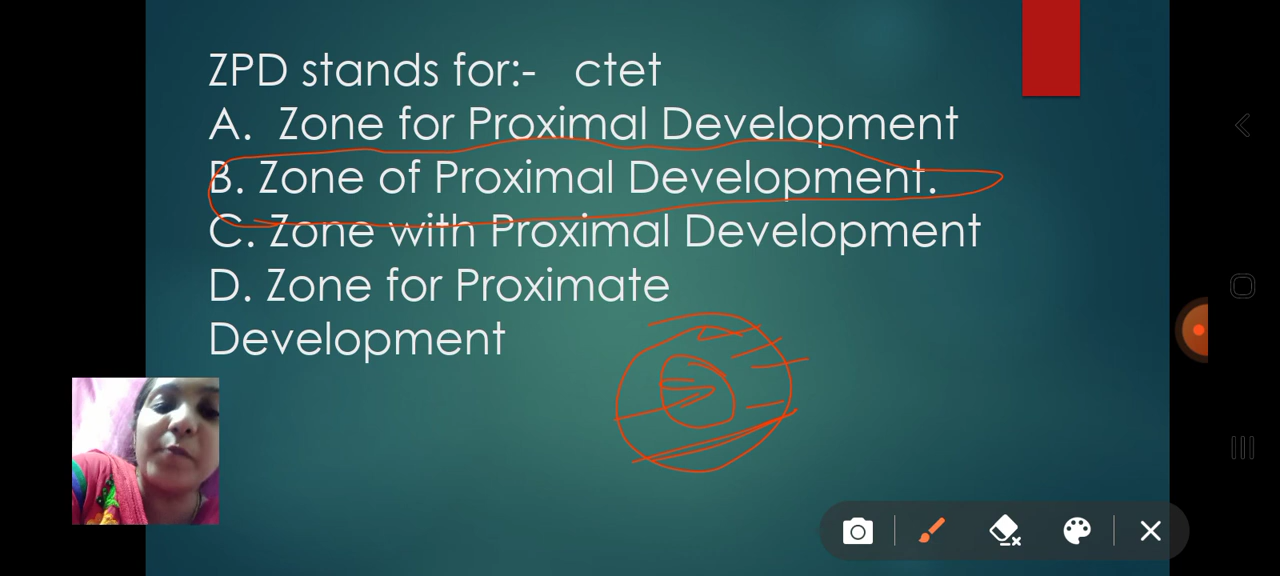 ZPD stands for:- ctet
A. Zone for Proximal Development
B. Zone of Proximal Development.
C. Zone with Proximal Development
D. Zone for Proximate
Development